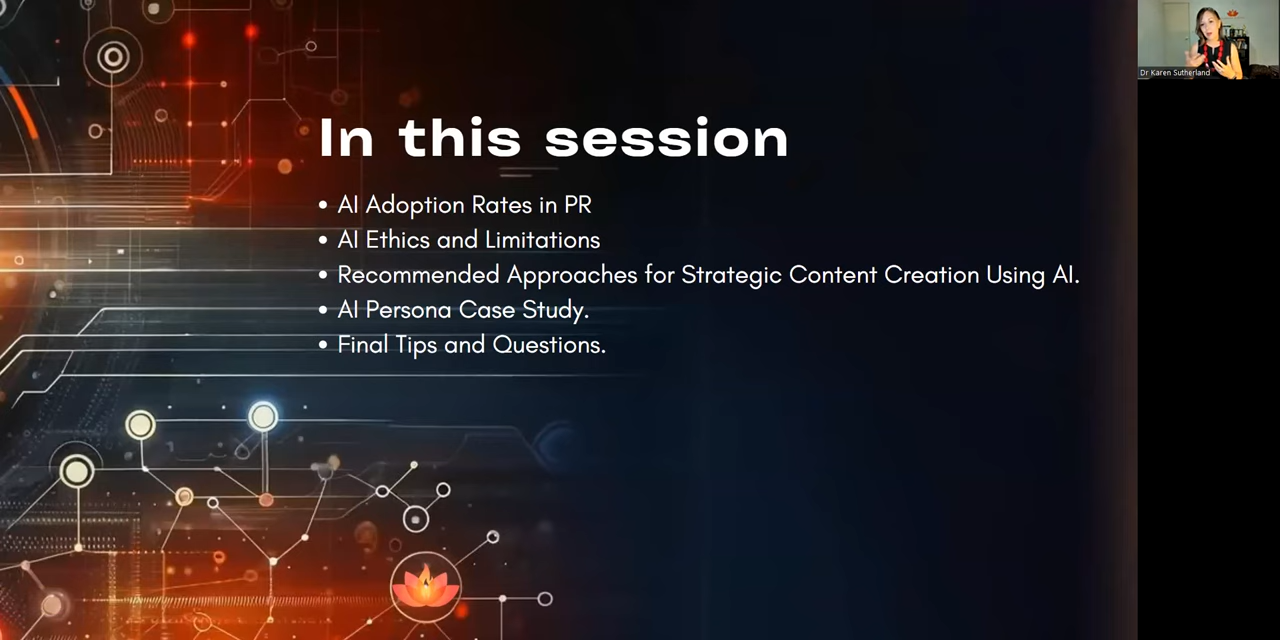 In this session
• AI Adoption Rates in PR
• AI Ethics and Limitations
• Recommended Approaches for Strategic Content Creation Using AI.
• AI Persona Case Study.
• Final Tips and Questions.
Dr Karen Sutherland